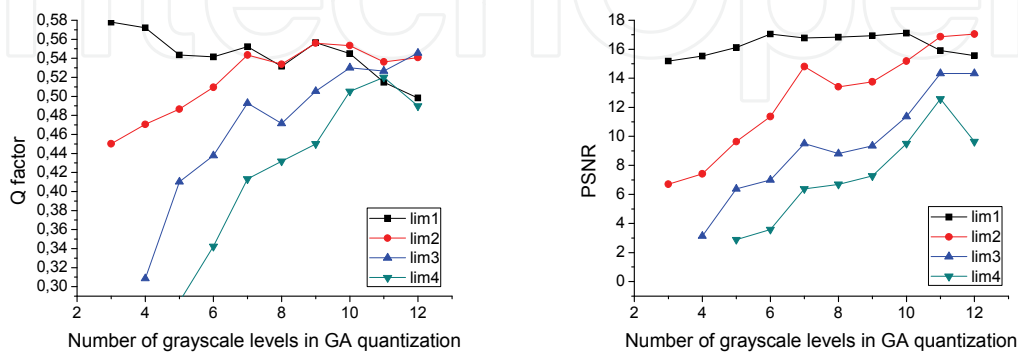 InTechOpen
0,58
0,56
0,54
0,52
0,50
0,48
0,46
0,44
0,42
0,40
0,38
0,36
0,34
0,32
0,30
Q factor
2
4
6
8
10
12
Number of grayscale levels in GA quantization
lim1
lim2
lim3
lim4
18
16
14
12
10
8
6
4
2
0
PSNR
2
4
6
8
10
12
Number of grayscale levels in GA quantization
lim1
lim2
lim3
lim4